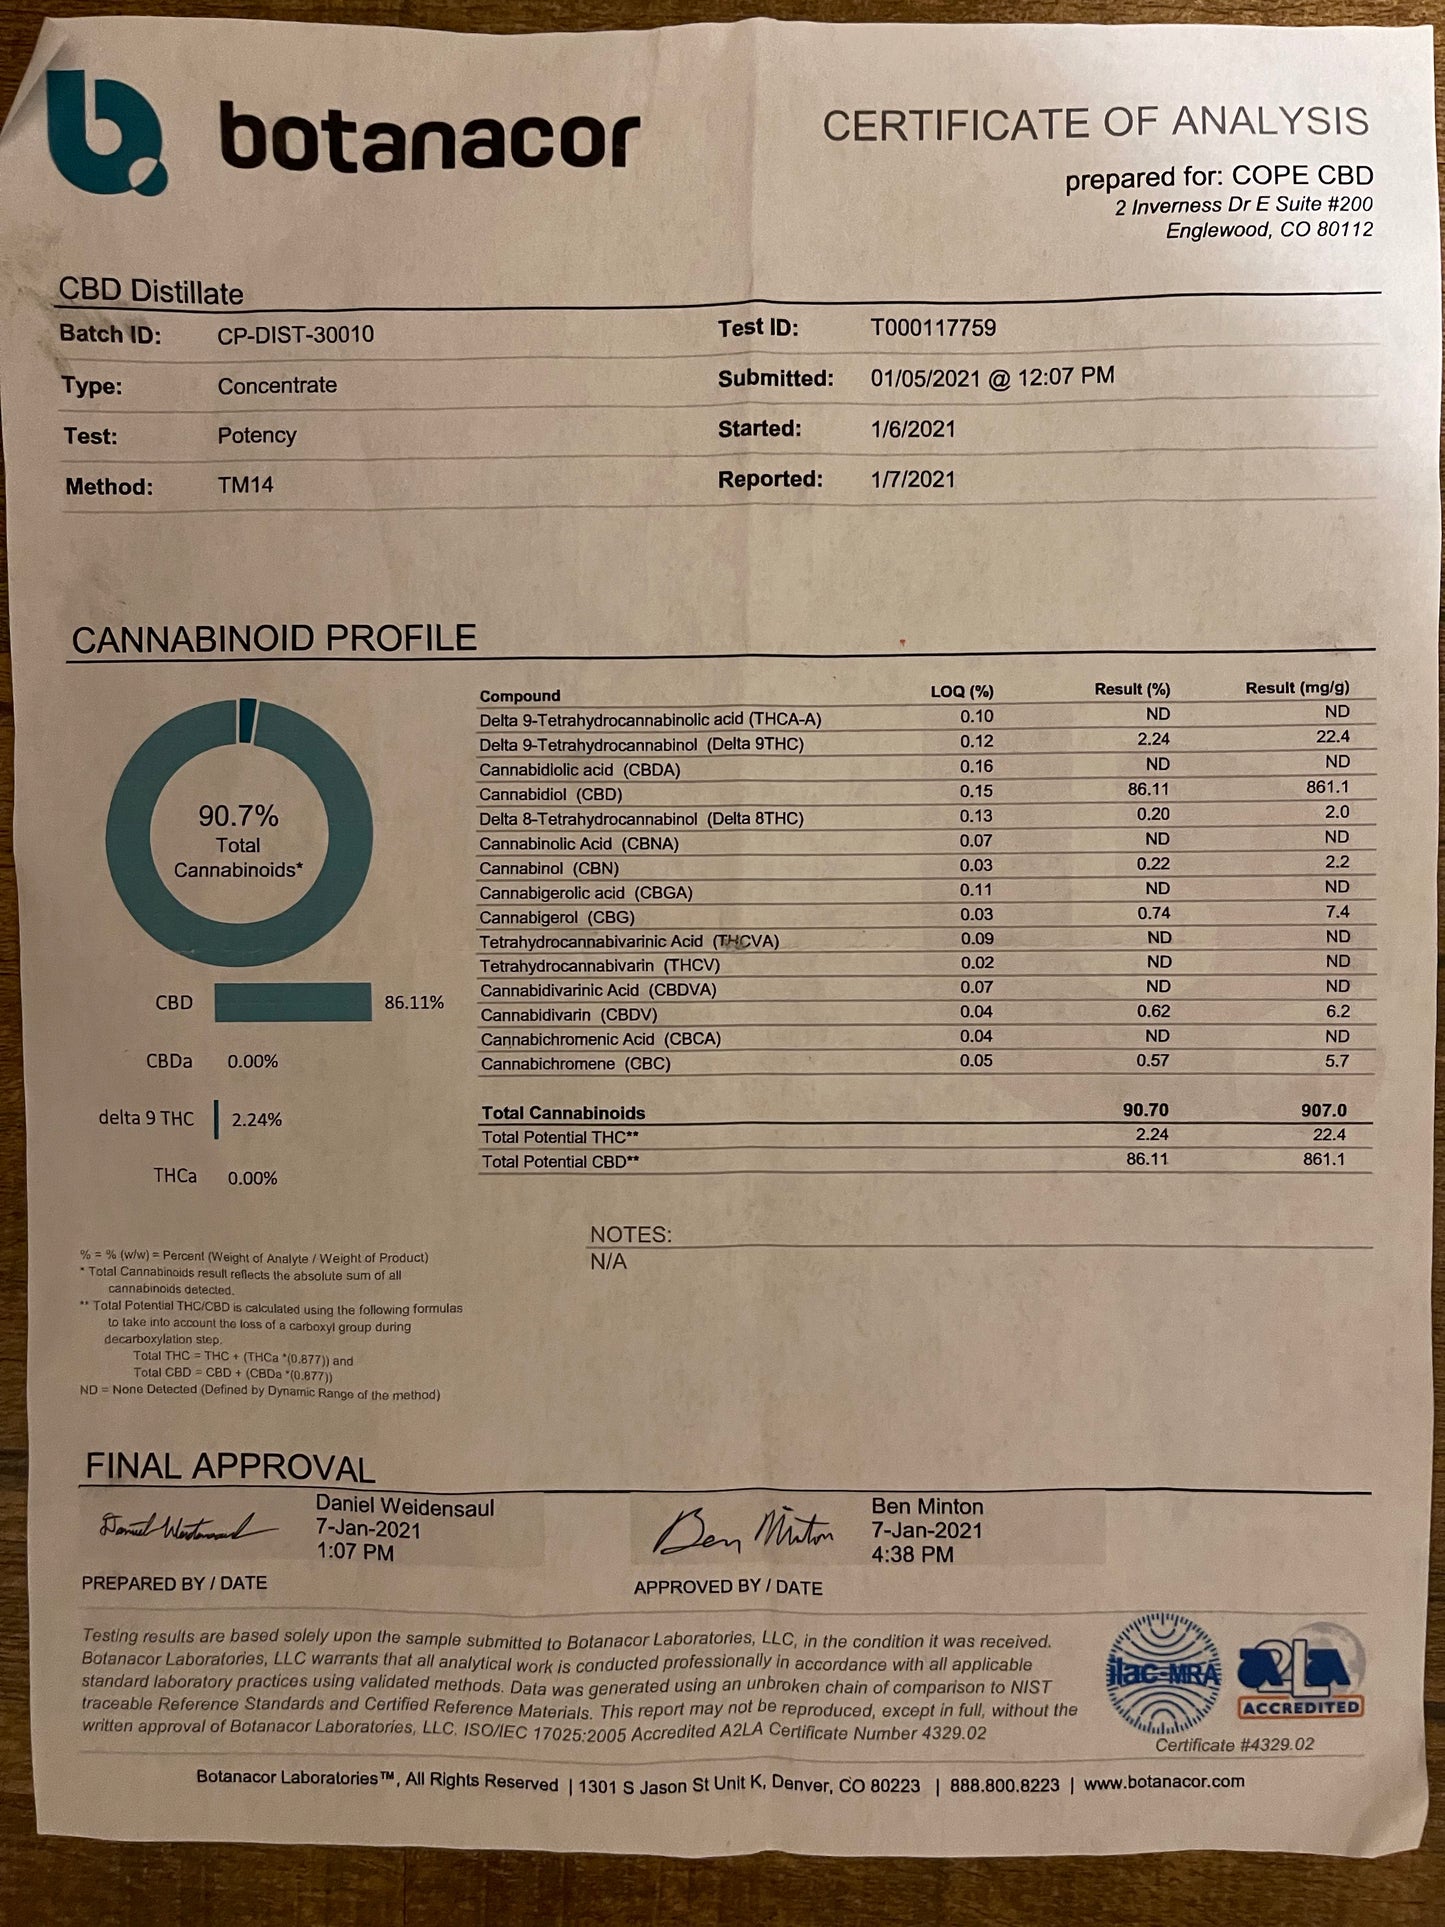 botanacor
CERTIFICATE OF ANALYSIS
prepared for: COPE CBD
2 Inverness Dr E Suite #200
Englewood, CO 80112
CBD Distillate
Batch ID: CP-DIST-30010 Test ID: T000117759
Type: Concentrate Submitted: 01/05/2021 @ 12:07 PM
Test: Potency Started: 1/6/2021
Method: TM14 Reported: 1/7/2021
CANNABINOID PROFILE
90.7%
Total
Cannabinoids*
CBD 86.11%
CBDa 0.00%
delta 9 THC 2.24%
THCa 0.00%
Compound LOQ (%) Result (%) Result (mg/g)
Delta 9-Tetrahydrocannabinolic acid (THCA-A) 0.10 ND ND
Delta 9-Tetrahydrocannabinol (Delta 9THC) 0.12 2.24 22.4
Cannabidiolic acid (CBDA) 0.16 ND ND
Cannabidiol (CBD) 0.15 86.11 861.1
Delta 8-Tetrahydrocannabinol (Delta 8THC) 0.13 0.20 2.0
Cannabinolic Acid (CBNA) 0.07 ND ND
Cannabinol (CBN) 0.03 0.22 2.2
Cannabigerolic acid (CBGA) 0.11 ND ND
Cannabigerol (CBG) 0.03 0.74 7.4
Tetrahydrocannabivarinic Acid (THCVA) 0.09 ND ND
Tetrahydrocannabivarin (THCV) 0.02 ND ND
Cannabidivarinic Acid (CBDVA) 0.07 ND ND
Cannabidivarin (CBDV) 0.04 0.62 6.2
Cannabichromenic Acid (CBCA) 0.04 ND ND
Cannabichromene (CBC) 0.05 0.57 5.7
Total Cannabinoids 90.70 907.0
Total Potential THC** 2.24 22.4
Total Potential CBD** 86.11 861.1
NOTES:
N/A
% = % (w/w) = Percent (Weight of Analyte / Weight of Product)
* Total Cannabinoids result reflects the absolute sum of all
cannabinoids detected.
** Total Potential THC/CBD is calculated using the following formulas
to take into account the loss of a carboxyl group during
decarboxylation step.
Total THC = THC + (THCa *(0.877)) and
Total CBD = CBD + (CBDa *(0.877))
ND = None Detected (Defined by Dynamic Range of the method)
FINAL APPROVAL
Daniel Weidensaul
Daniel Weidensaul
7-Jan-2021
1:07 PM
PREPARED BY / DATE
Ben Minton
Ben Minton
7-Jan-2021
4:38 PM
APPROVED BY / DATE
Testing results are based solely upon the sample submitted to Botanacor Laboratories, LLC, in the condition it was received.
Botanacor Laboratories, LLC warrants that all analytical work is conducted professionally in accordance with all applicable
standard laboratory practices using validated methods. Data was generated using an unbroken chain of comparison to NIST
traceable Reference Standards and Certified Reference Materials. This report may not be reproduced, except in full, without the
written approval of Botanacor Laboratories, LLC. ISO/IEC 17025:2005 Accredited A2LA Certificate Number 4329.02
ilac-MRA
A2LA
ACCREDITED
Certificate #4329.02
Botanacor Laboratories™, All Rights Reserved | 1301 S Jason St Unit K, Denver, CO 80223 | 888.800.8223 | www.botanacor.com